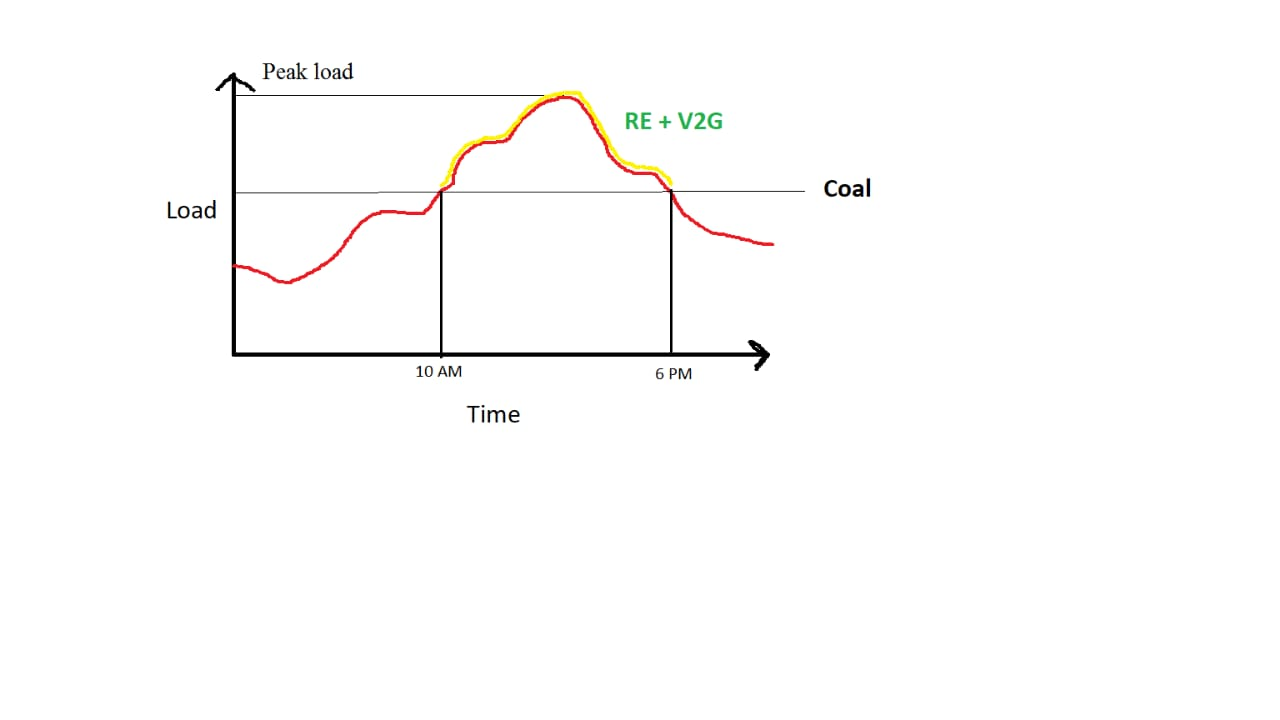 Peak load
RE + V2G
Coal
Load
10 AM
6 PM
Time